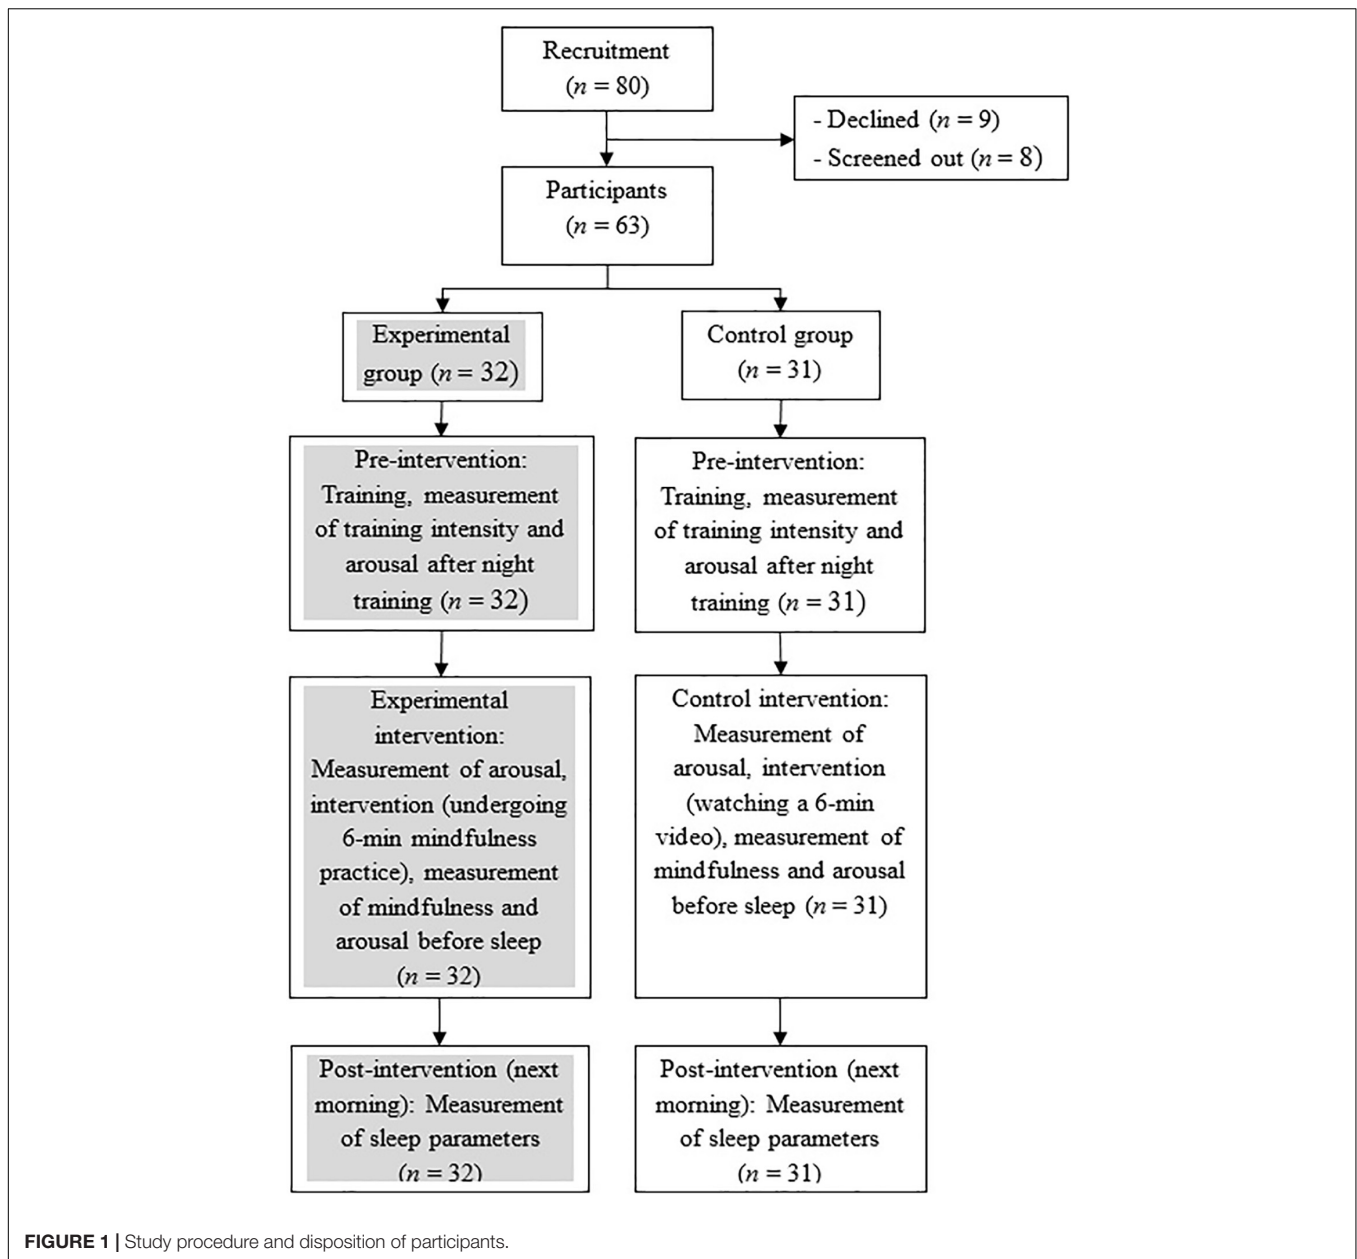 Recruitment
(n = 80)
- Declined (n = 9)
- Screened out (n = 8)
Participants
(n = 63)
Experimental
group (n = 32)
Control group
(n = 31)
Pre-intervention:
Training, measurement
of training intensity and
arousal after night
training (n = 32)
Pre-intervention:
Training, measurement
of training intensity and
arousal after night
training (n = 31)
Experimental
intervention:
Measurement of arousal,
intervention (undergoing
6-min mindfulness
practice), measurement
of mindfulness and
arousal before sleep
(n = 32)
Control intervention:
Measurement of
arousal, intervention
(watching a 6-min
video), measurement of
mindfulness and arousal
before sleep (n = 31)
Post-intervention (next
morning): Measurement
of sleep parameters
(n = 32)
Post-intervention (next
morning): Measurement
of sleep parameters
(n = 31)
FIGURE 1 | Study procedure and disposition of participants.